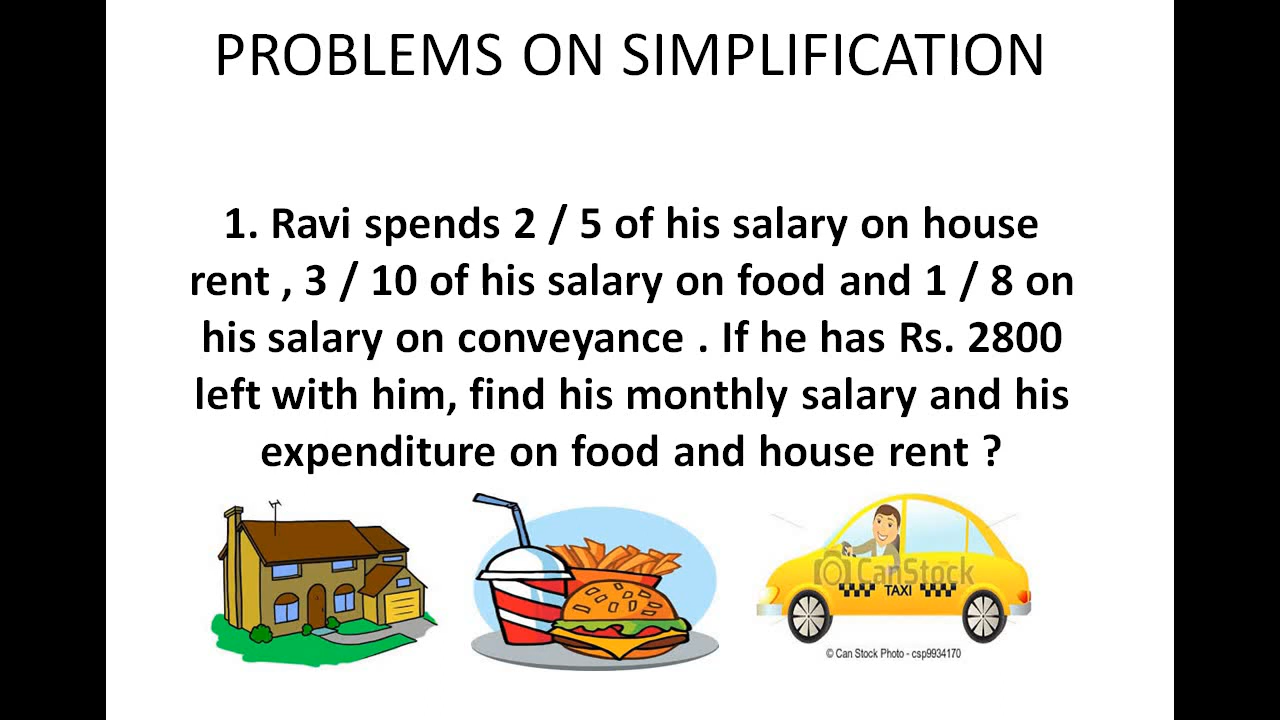 PROBLEMS ON SIMPLIFICATION
1. Ravi spends 2 / 5 of his salary on house
rent , 3 / 10 of his salary on food and 1 / 8 on
his salary on conveyance . If he has Rs. 2800
left with him, find his monthly salary and his
expenditure on food and house rent ?
CanStock
TAXI
© Can Stock Photo - csp9934170